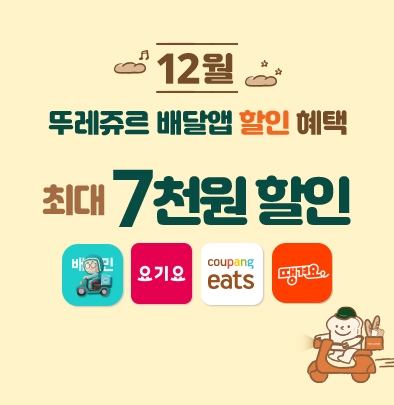 12월
뚜레쥬르 배달앱 할인 혜택
최대 7천원 할인
배 민
요기요
coupang
eats
땡겨요